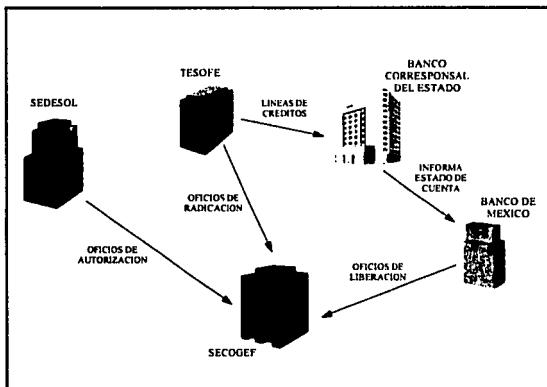 BANCO
CORRESPONSAL
DEL ESTADO
TESOFE
SEDESOL
LINEAS DE
CREDITOS
INFORMA
ESTADO DE
CUENTA
BANCO DE
MEXICO
OFICIOS DE
RADICACION
OFICIOS DE
AUTORIZACION
OFICIOS DE
LIBERACION
SECOGEF